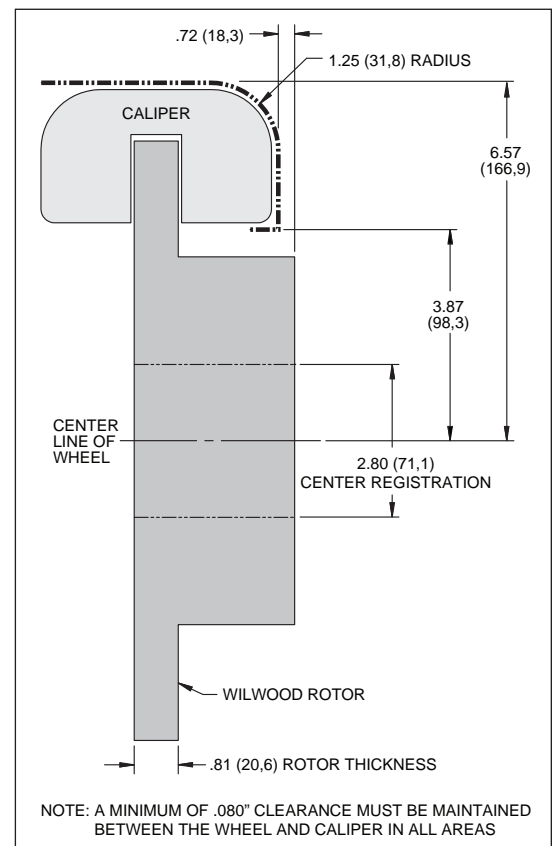 .72 (18,3)
1.25 (31,8) RADIUS
CALIPER
6.57
(166,9)
3.87
(98,3)
CENTER
LINE OF
WHEEL
2.80 (71,1)
CENTER REGISTRATION
WILWOOD ROTOR
.81 (20,6) ROTOR THICKNESS
NOTE: A MINIMUM OF .080" CLEARANCE MUST BE MAINTAINED
BETWEEN THE WHEEL AND CALIPER IN ALL AREAS